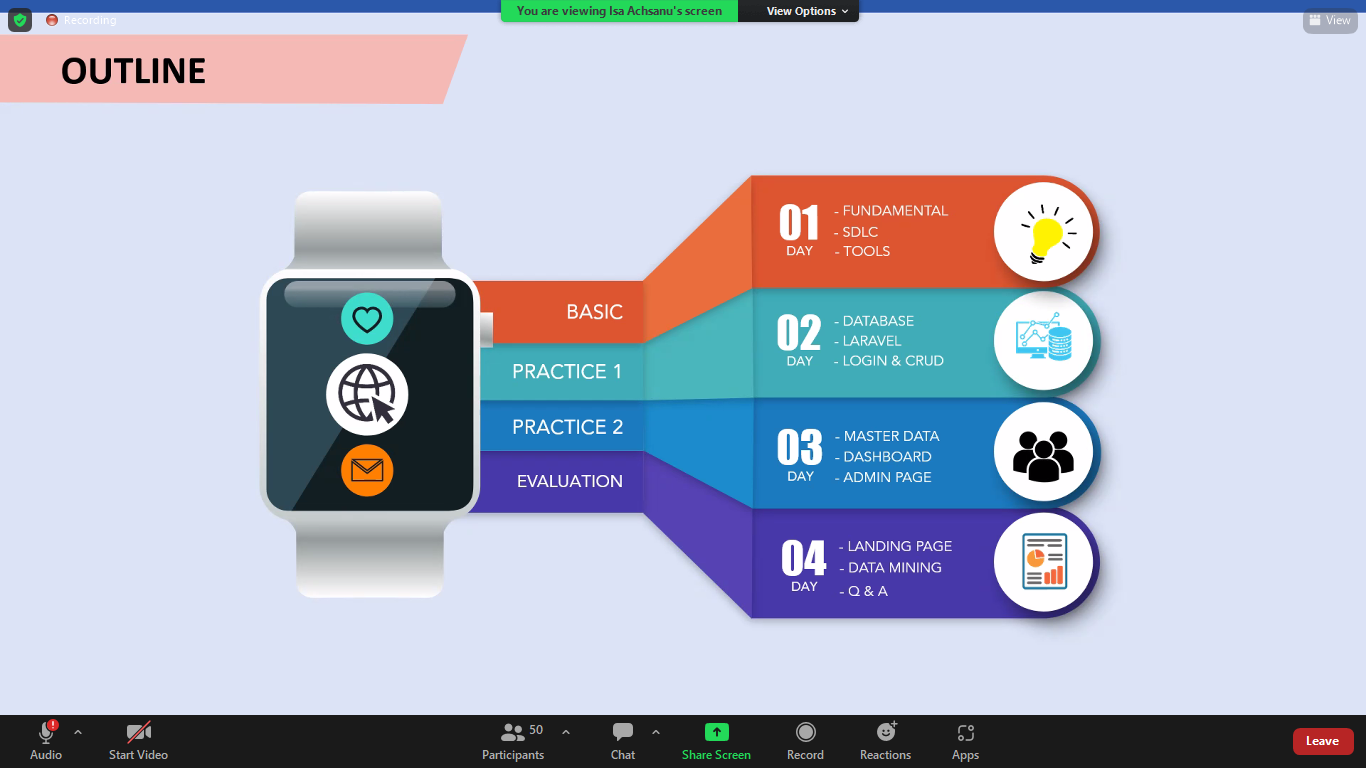 You are viewing Isa Achsanu's screen
View Options
Recording
View
OUTLINE
BASIC
PRACTICE 1
PRACTICE 2
EVALUATION
01
DAY
- FUNDAMENTAL
- SDLC
- TOOLS
02
DAY
- DATABASE
- LARAVEL
- LOGIN & CRUD
03
DAY
- MASTER DATA
- DASHBOARD
- ADMIN PAGE
04
DAY
- LANDING PAGE
- DATA MINING
- Q & A
Audio
Start Video
50
Participants
Chat
Share Screen
Record
Reactions
Apps
Leave